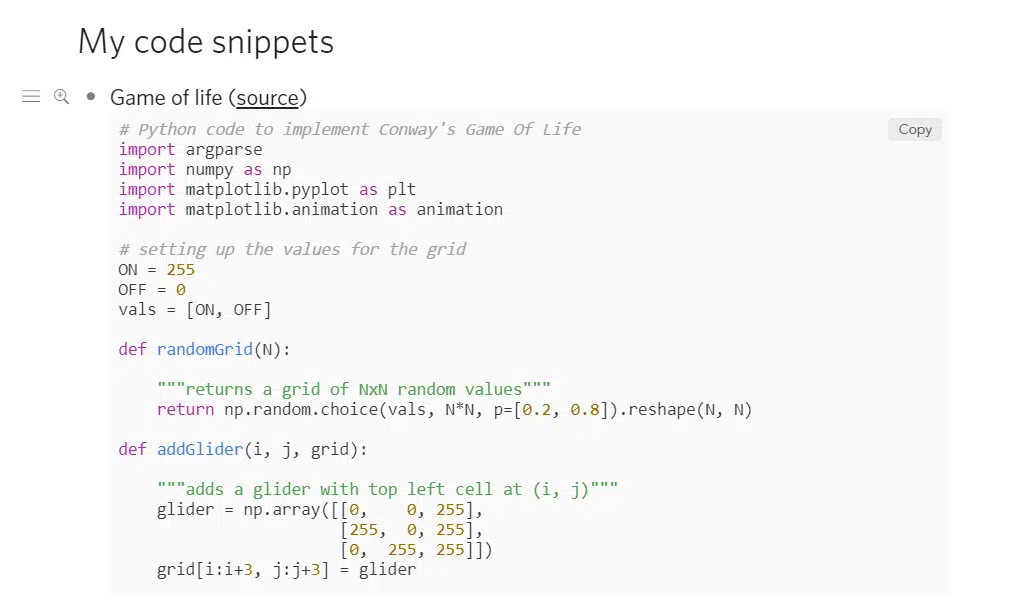 My code snippets
Game of life (source)
Copy
# Python code to implement Conway's Game Of Life
import argparse
import numpy as np
import matplotlib.pyplot as plt
import matplotlib.animation as animation
# setting up the values for the grid
ON = 255
OFF = 0
vals = [ON, OFF]
def randomGrid(N):
    """returns a grid of NxN random values"""
    return np.random.choice(vals, N*N, p=[0.2, 0.8]).reshape(N, N)
def addGlider(i, j, grid):
    """adds a glider with top left cell at (i, j)"""
    glider = np.array([[0,    0, 255],
                       [255,  0, 255],
                       [0,  255, 255]])
    grid[i:i+3, j:j+3] = glider